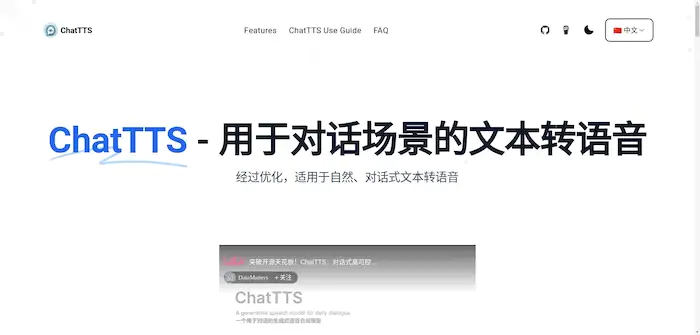 ChatTTS
Features ChatTTS Use Guide FAQ
中文
ChatTTS - 用于对话场景的文本转语音
经过优化，适用于自然、对话式文本转语音
突破开源天花板！ChatTTS：对话式高可控...
DataMatters +关注
ChatTTS
A generative speech model for daily dialogue
一个用于对话的生成式语音合成模型